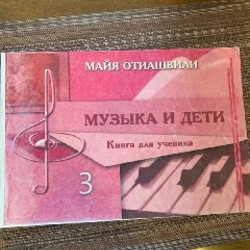 МАЙЯ ОТИАШВИЛИ
МУЗЫКА И ДЕТИ
Книга для ученика
3